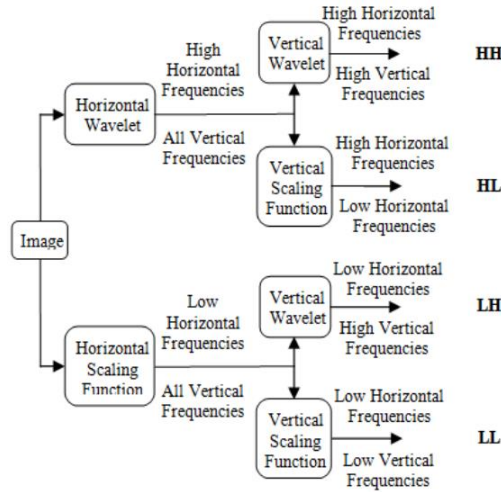 High Horizontal
Frequencies
Vertical
Wavelet
HH
High
Horizontal
Frequencies
High Vertical
Frequencies
Horizontal
Wavelet
All Vertical
Frequencies
High Horizontal
Frequencies
Vertical
Scaling
Function
HL
Low Horizontal
Frequencies
Image
Low Horizontal
Frequencies
Vertical
Wavelet
LH
Low
Horizontal
Frequencies
High Vertical
Frequencies
Horizontal
Scaling
Function
All Vertical
Frequencies
Low Horizontal
Frequencies
Vertical
Scaling
Function
LL
Low Vertical
Frequencies